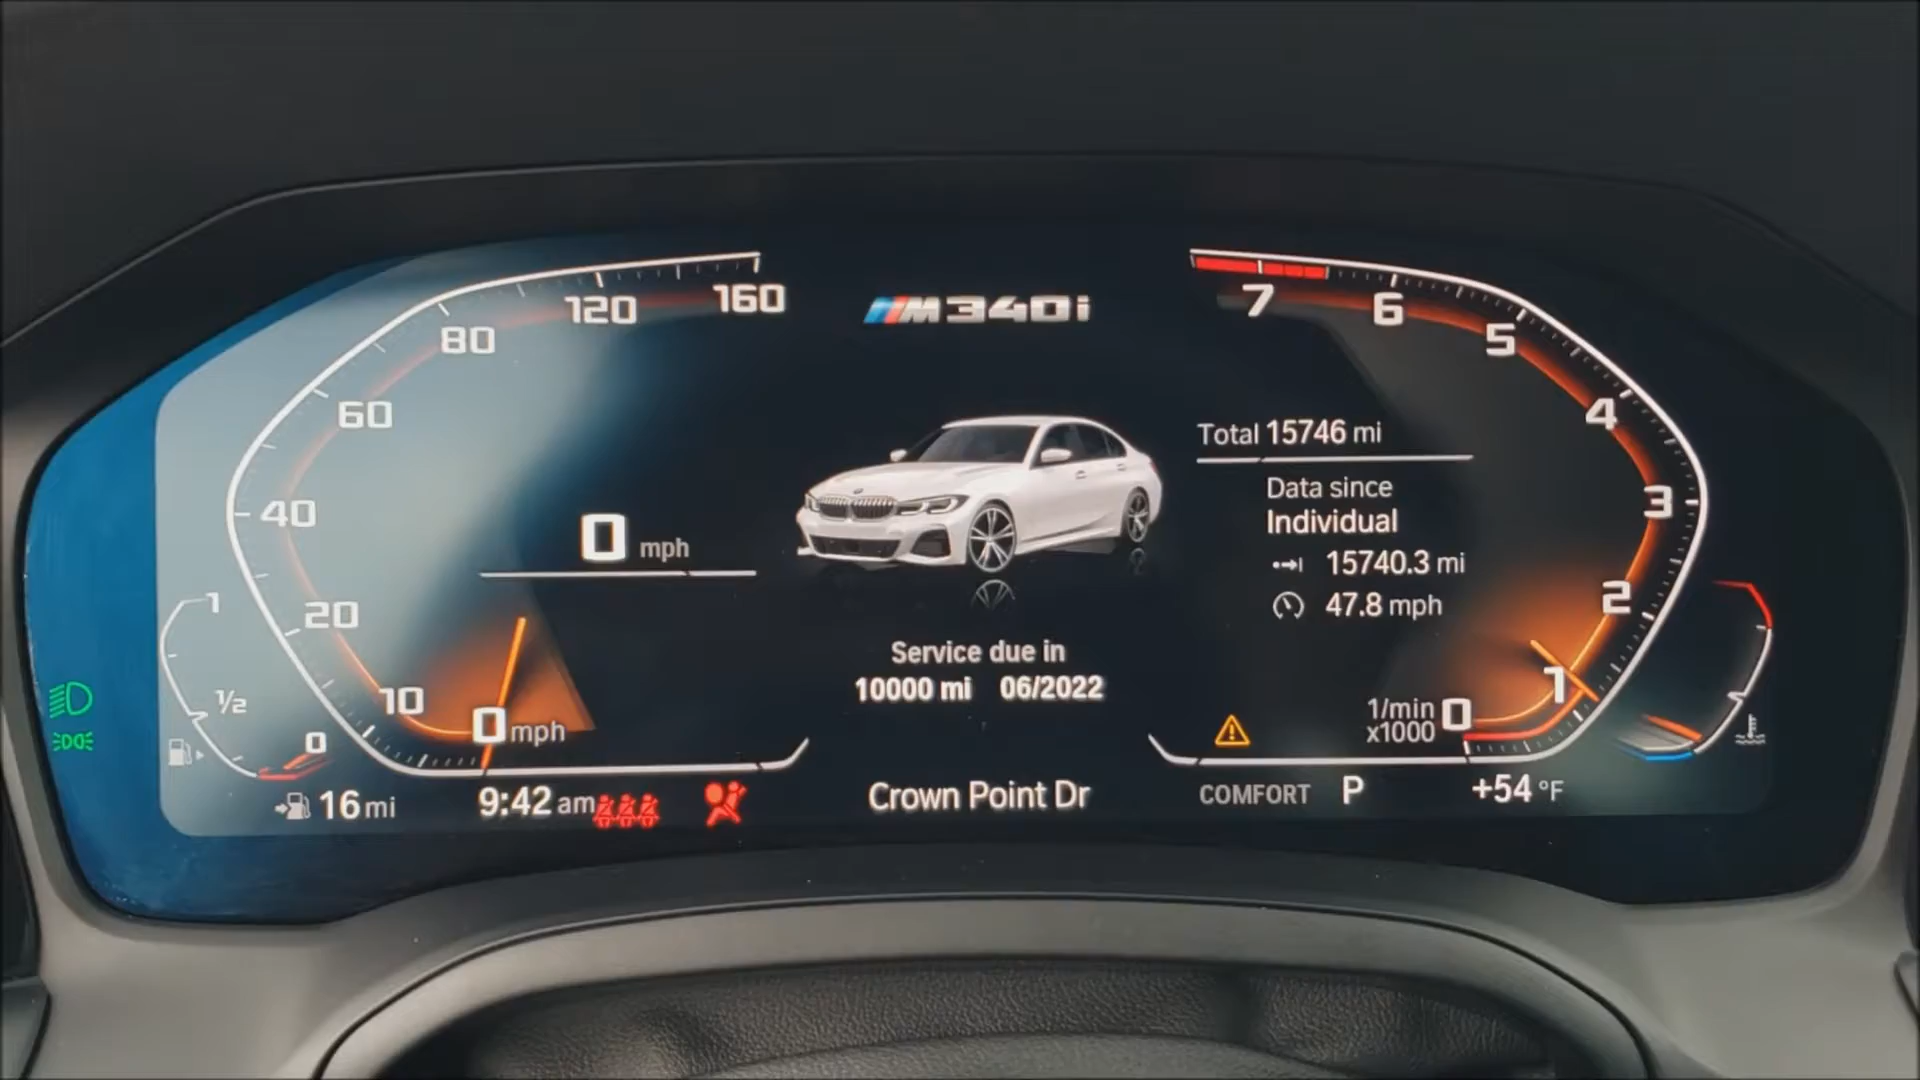 160
120
80
60
40
20
10
0 mph
M340i
7
6
5
4
3
2
1
0
1/min
x1000
0 mph
Total 15746 mi
Data since
Individual
15740.3 mi
47.8 mph
Service due in
10000 mi 06/2022
1
1/2
0
16 mi
9:42 am
Crown Point Dr
COMFORT P
+54 °F